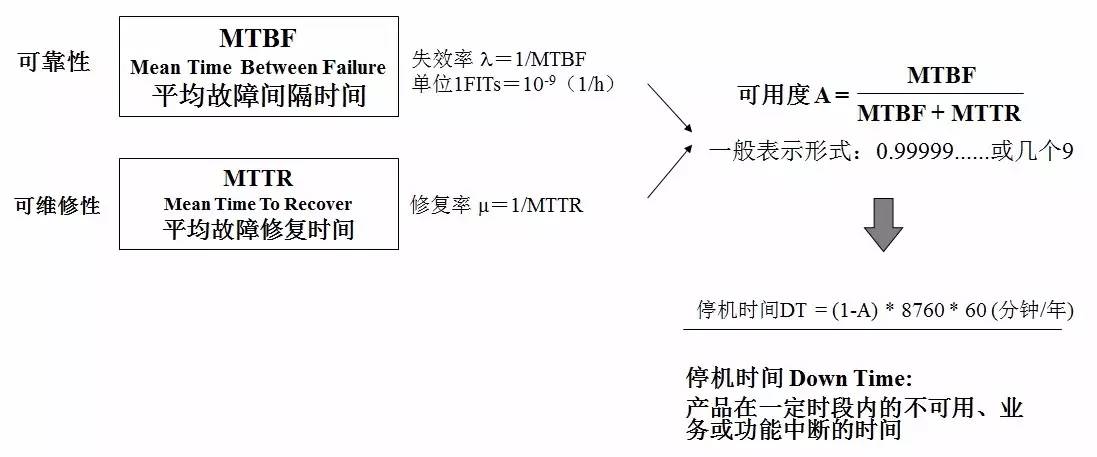 可靠性
MTBF
Mean Time Between Failure
平均故障间隔时间
失效率 λ＝1/MTBF
单位1FITs＝10⁻⁹（1/h）
可维修性
MTTR
Mean Time To Recover
平均故障修复时间
修复率 μ＝1/MTTR
可用度 A = MTBF / MTBF + MTTR
一般表示形式：0.99999......或几个9
停机时间DT = (1-A) * 8760 * 60 (分钟/年)
停机时间 Down Time:
产品在一定时段内的不可用、业
务或功能中断的时间